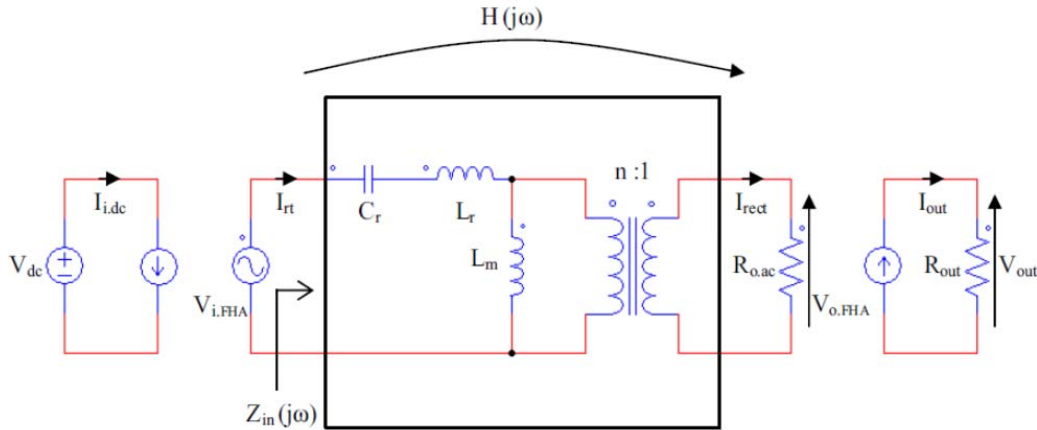 H(jω)
n :1
I_i.dc
I_rt
C_r
L_r
I_rect
I_out
V_dc
L_m
R_o.ac
R_out
V_out
V_i.FHA
V_o.FHA
Z_in(jω)